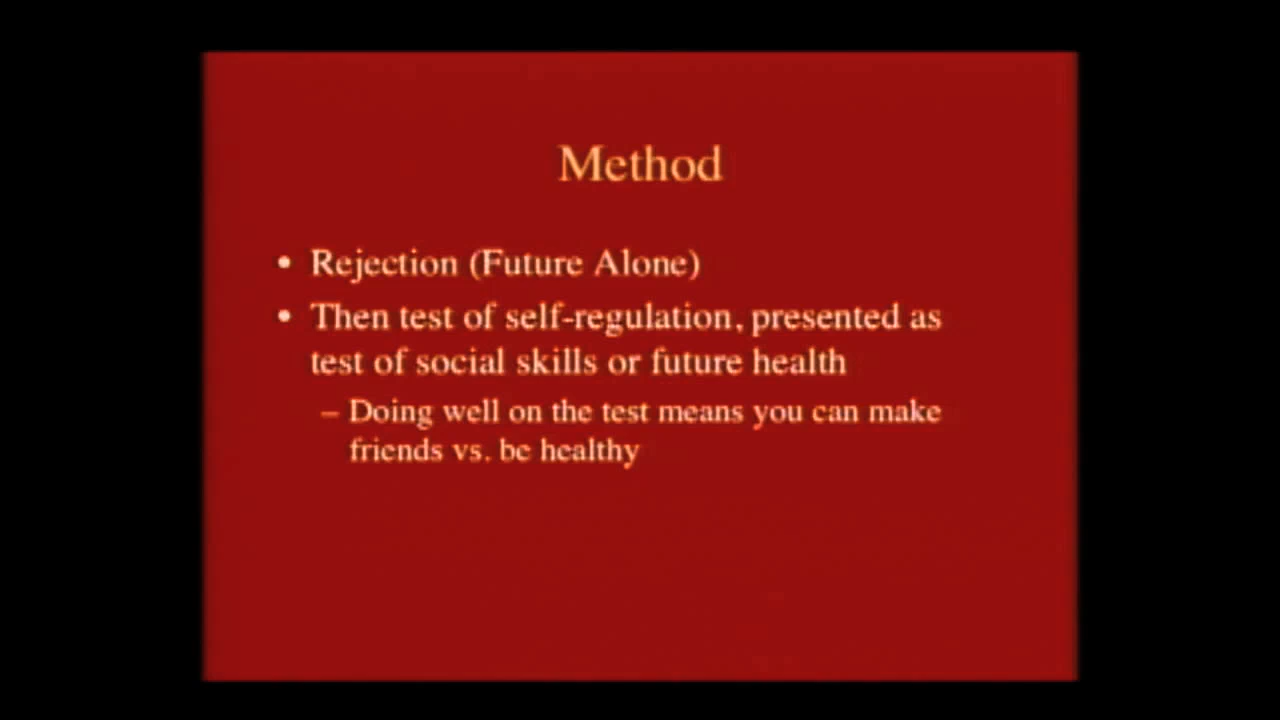 Method
• Rejection (Future Alone)
• Then test of self-regulation, presented as
test of social skills or future health
– Doing well on the test means you can make
friends vs. be healthy